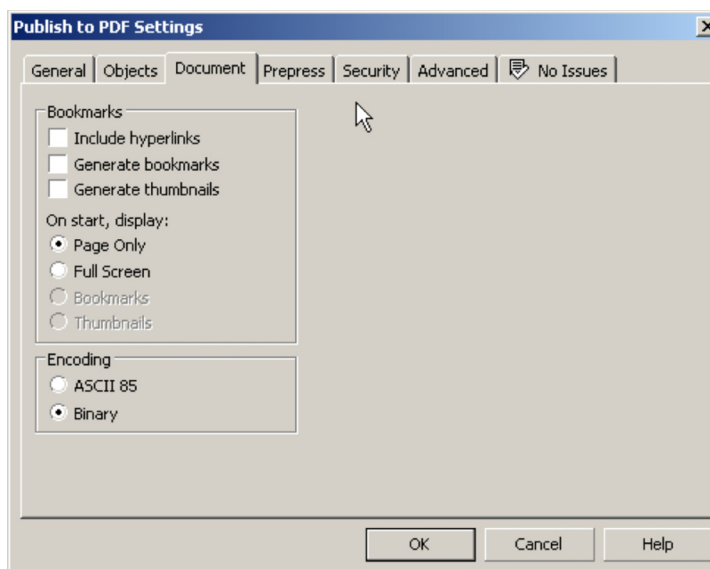 Publish to PDF Settings
General Objects Document Prepress Security Advanced No Issues
Bookmarks
Include hyperlinks
Generate bookmarks
Generate thumbnails
On start, display:
Page Only
Full Screen
Bookmarks
Thumbnails
Encoding
ASCII 85
Binary
OK Cancel Help